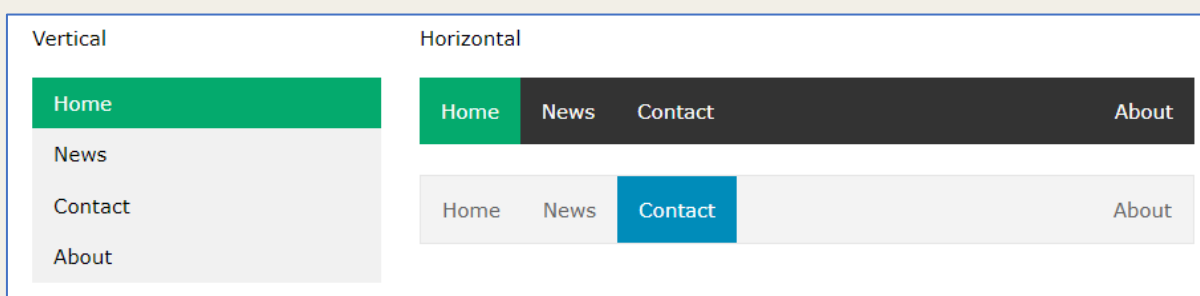 Vertical
Home
News
Contact
About
Horizontal
Home News Contact About
Home News Contact About